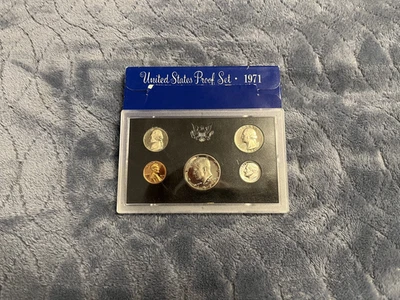 United States Proof Set • 1971